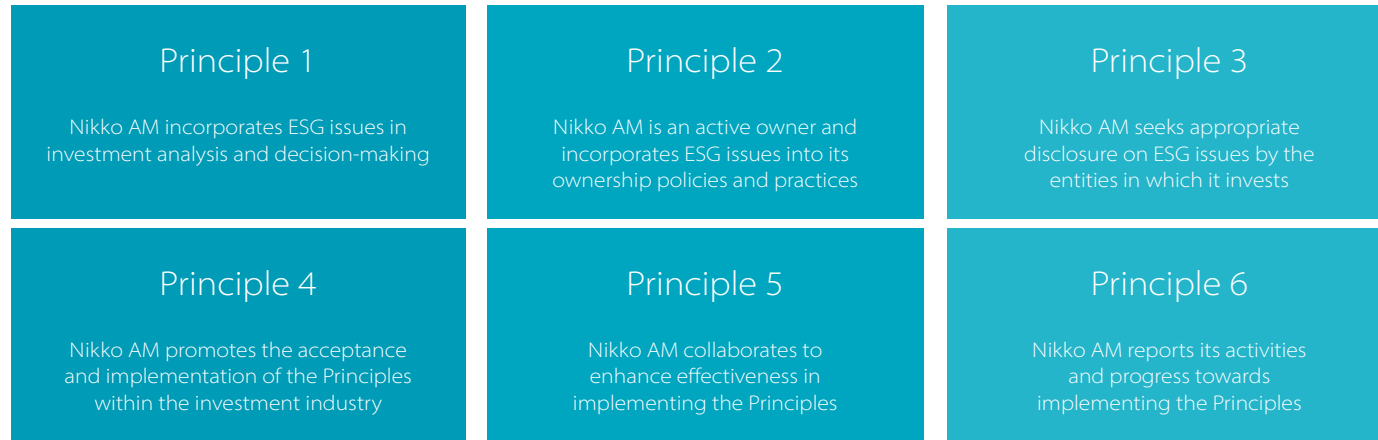 Principle 1
Nikko AM incorporates ESG issues in
investment analysis and decision-making
Principle 2
Nikko AM is an active owner and
incorporates ESG issues into its
ownership policies and practices
Principle 3
Nikko AM seeks appropriate
disclosure on ESG issues by the
entities in which it invests
Principle 4
Nikko AM promotes the acceptance
and implementation of the Principles
within the investment industry
Principle 5
Nikko AM collaborates to
enhance effectiveness in
implementing the Principles
Principle 6
Nikko AM reports its activities
and progress towards
implementing the Principles